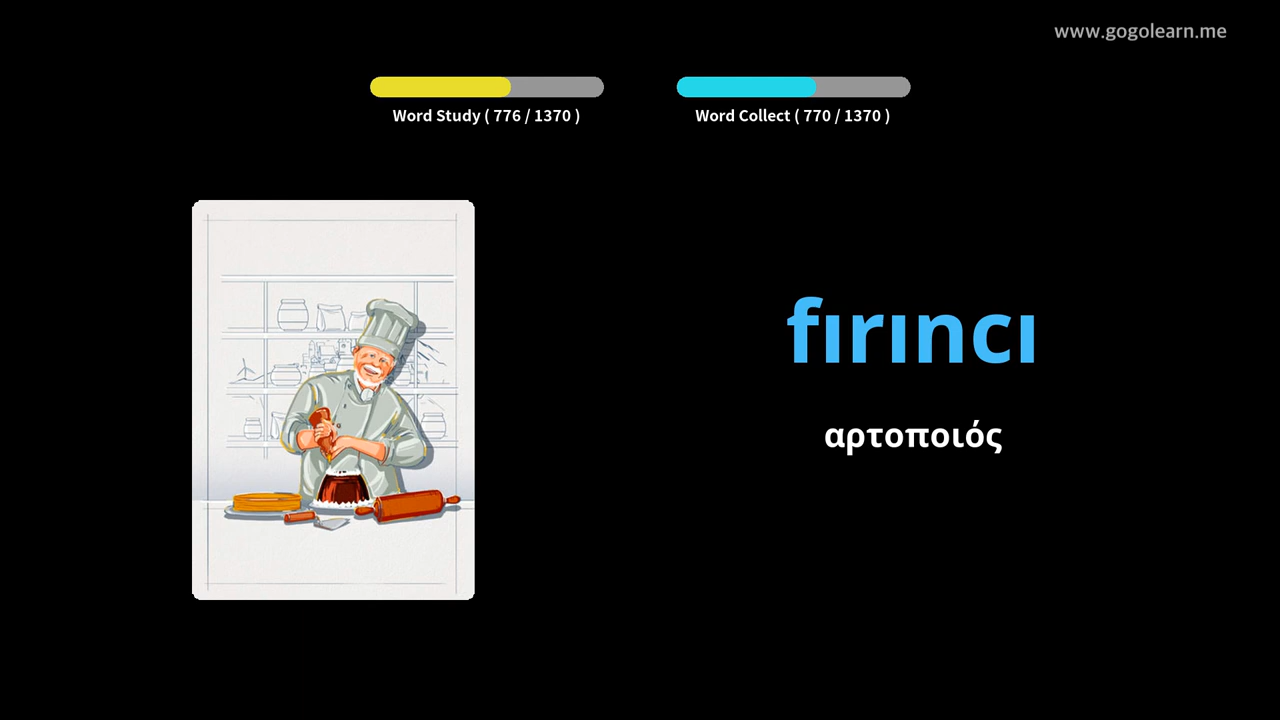 www.gogolearn.me
Word Study ( 776 / 1370 )
Word Collect ( 770 / 1370 )
fırıncı
αρτοποιός